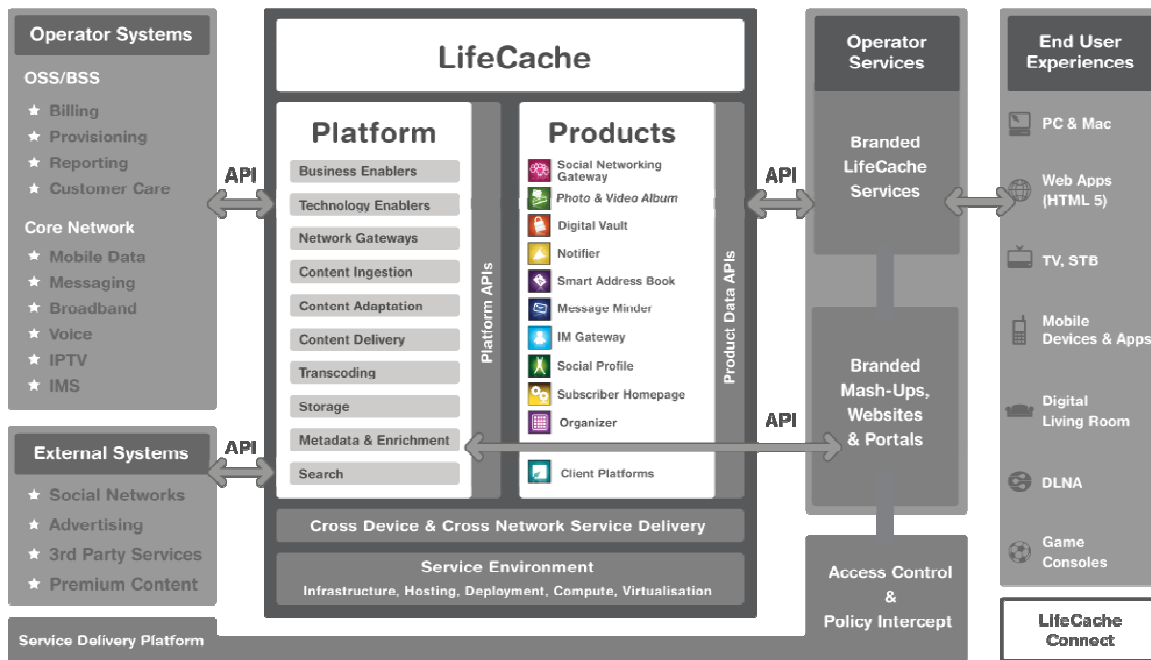 Operator Systems
OSS/BSS
Billing
Provisioning
Reporting
Customer Care
Core Network
Mobile Data
Messaging
Broadband
Voice
IPTV
IMS
External Systems
Social Networks
Advertising
3rd Party Services
Premium Content
Service Delivery Platform
API
API
LifeCache
Platform
Business Enablers
Technology Enablers
Network Gateways
Content Ingestion
Content Adaptation
Content Delivery
Transcoding
Storage
Metadata & Enrichment
Search
Platform APIs
Products
Social Networking
Gateway
Photo & Video Album
Digital Vault
Notifier
Smart Address Book
Message Minder
IM Gateway
Social Profile
Subscriber Homepage
Organizer
Client Platforms
Product Data APIs
Cross Device & Cross Network Service Delivery
Service Environment
Infrastructure, Hosting, Deployment, Compute, Virtualisation
API
API
Operator
Services
Branded
LifeCache
Services
Branded
Mash-Ups,
Websites
& Portals
Access Control
&
Policy Intercept
End User
Experiences
PC & Mac
Web Apps
(HTML 5)
TV, STB
Mobile
Devices & Apps
Digital
Living Room
DLNA
Game
Consoles
LifeCache
Connect